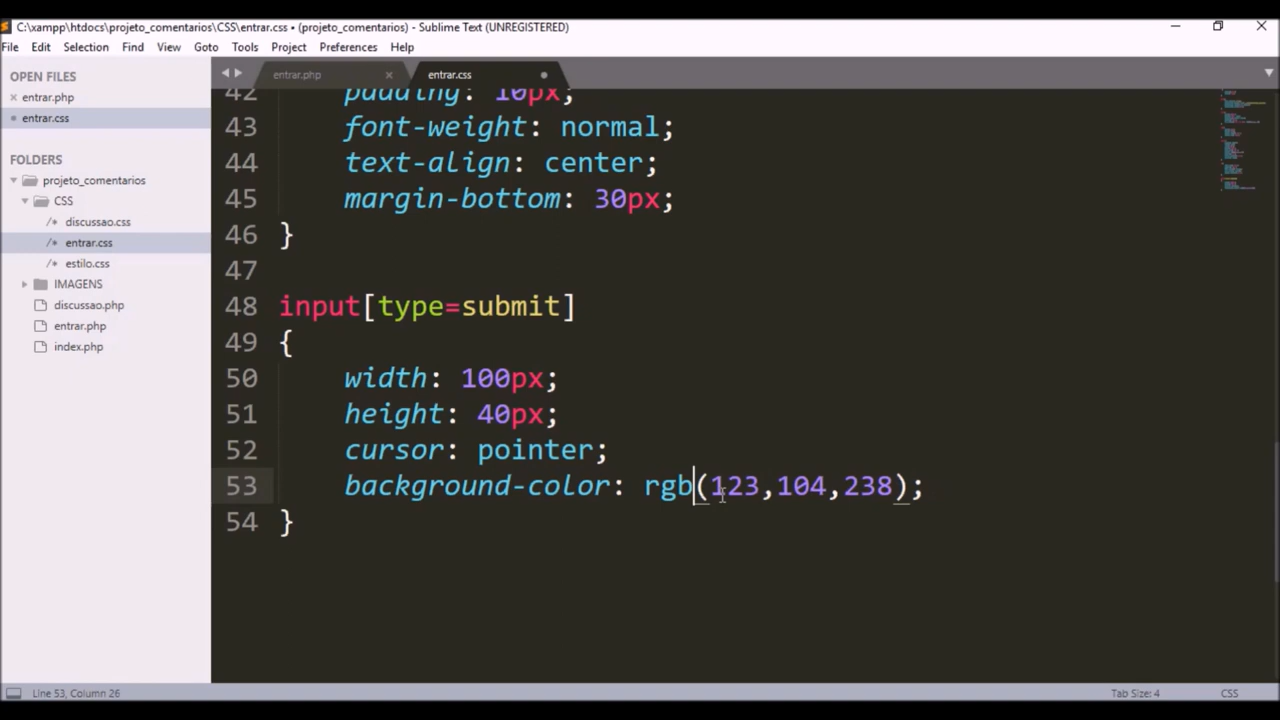 C:\xampp\htdocs\projeto_comentarios\CSS\entrar.css • (projeto_comentarios) - Sublime Text (UNREGISTERED)
File Edit Selection Find View Goto Tools Project Preferences Help
OPEN FILES
entrar.php
entrar.css
FOLDERS
projeto_comentarios
CSS
/* discussao.css
/* entrar.css
/* estilo.css
IMAGENS
discussao.php
entrar.php
index.php
entrar.php entrar.css
42 padding: 10px;
43 font-weight: normal;
44 text-align: center;
45 margin-bottom: 30px;
46 }
47
48 input[type=submit]
49 {
50 width: 100px;
51 height: 40px;
52 cursor: pointer;
53 background-color: rgb(123,104,238);
54 }
Line 53, Column 26 Tab Size: 4 CSS